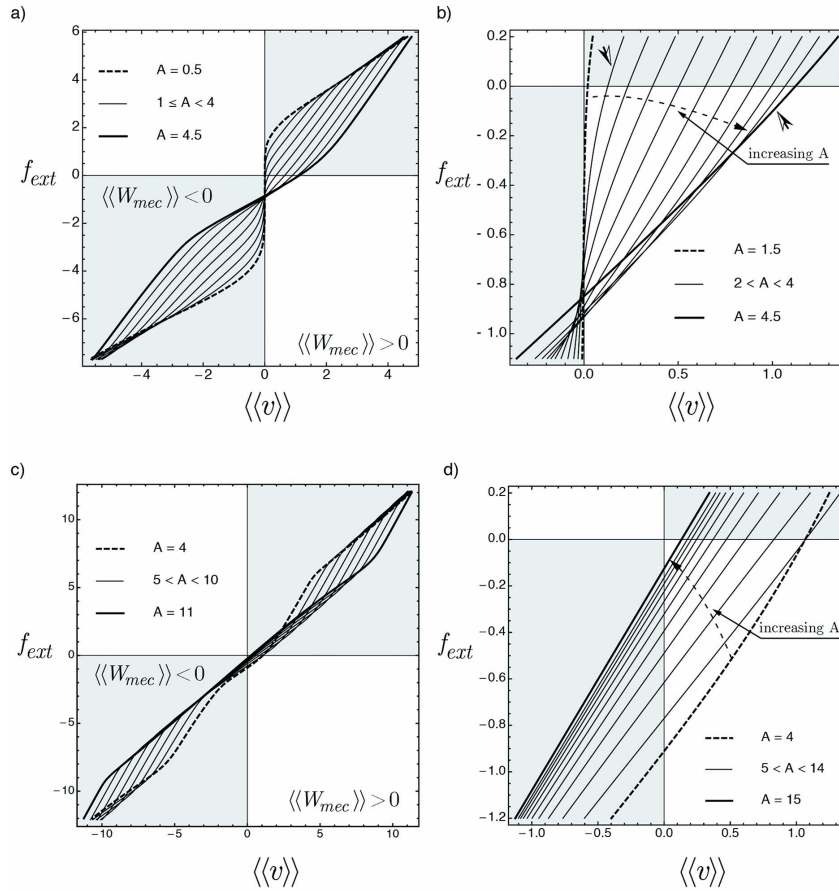 a)
6
4
2
0
−2
−4
−6
−4
−2
0
2
4
f_ext
⟨⟨v⟩⟩
A = 0.5
1 ≤ A < 4
A = 4.5
⟨⟨W_mec⟩⟩ < 0
⟨⟨W_mec⟩⟩ > 0
b)
0.2
0.0
- 0.2
- 0.4
- 0.6
- 0.8
- 1.0
0.0
0.5
1.0
f_ext
⟨⟨v⟩⟩
increasing A
A = 1.5
2 < A < 4
A = 4.5
c)
10
5
0
−5
−10
−10
−5
0
5
10
f_ext
⟨⟨v⟩⟩
A = 4
5 < A < 10
A = 11
⟨⟨W_mec⟩⟩ < 0
⟨⟨W_mec⟩⟩ > 0
d)
0.2
0.0
−0.2
−0.4
−0.6
−0.8
−1.0
−1.2
−1.0
−0.5
0.0
0.5
1.0
f_ext
⟨⟨v⟩⟩
increasing A
A = 4
5 < A < 14
A = 15